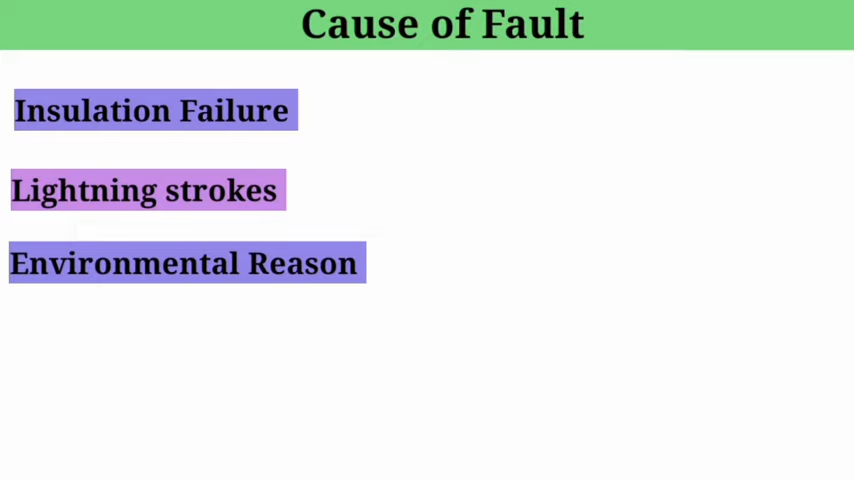 Cause of Fault
Insulation Failure
Lightning strokes
Environmental Reason